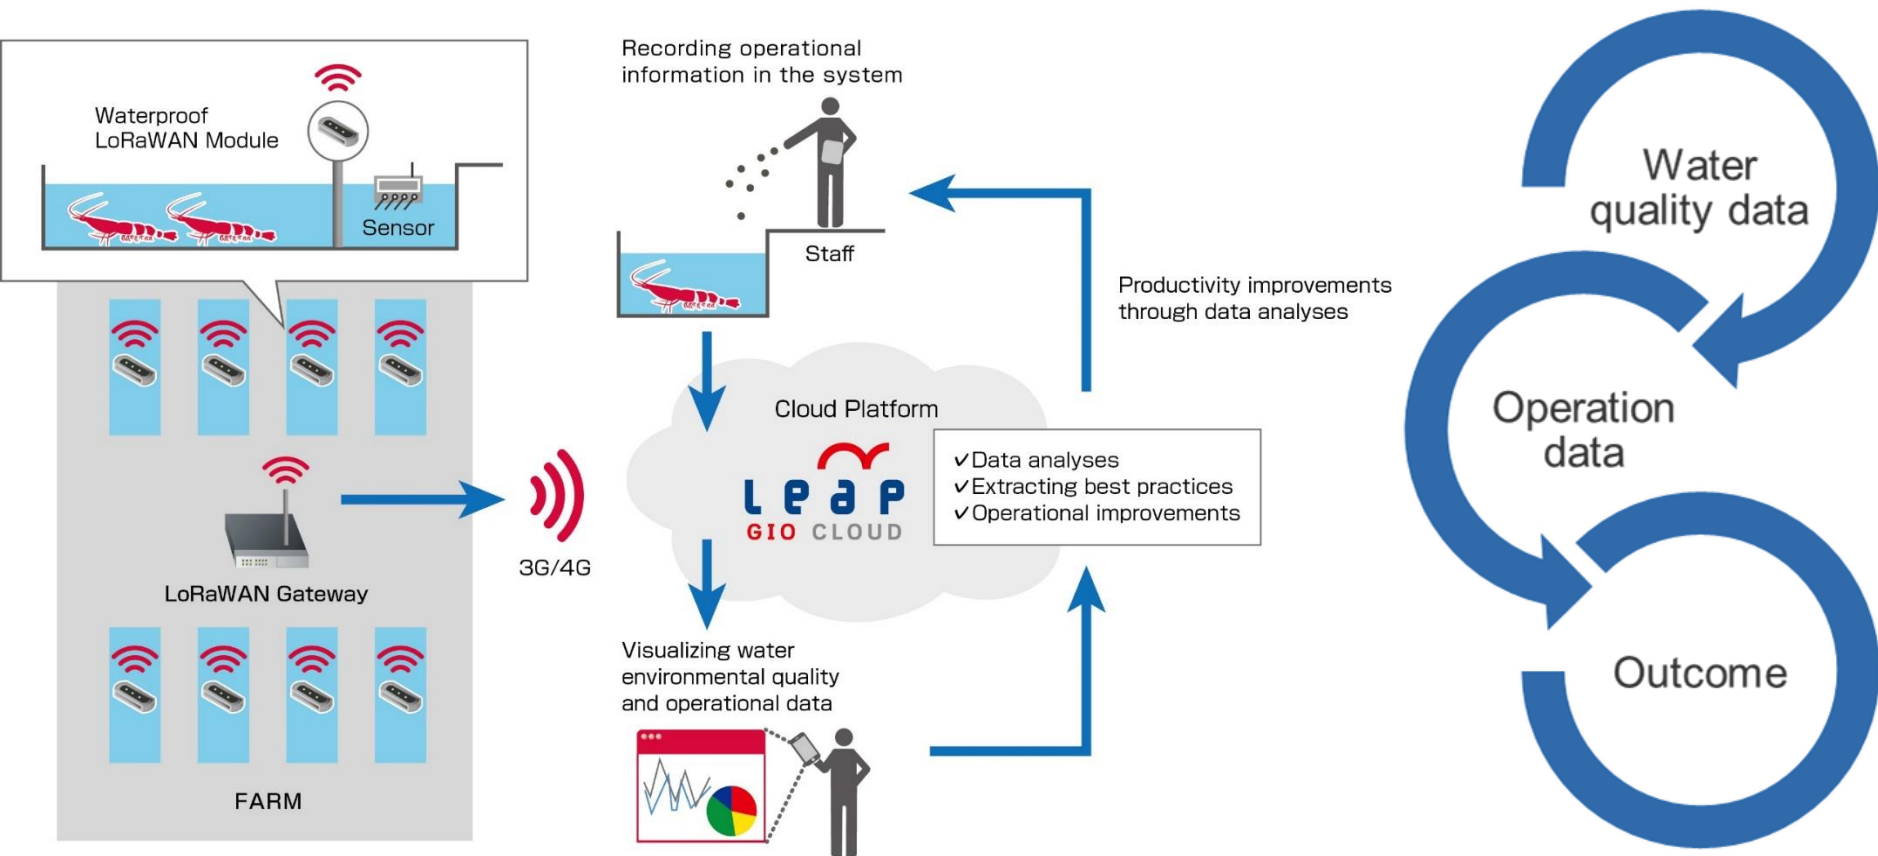 Waterproof
LoRaWAN Module
Sensor
LoRaWAN Gateway
FARM
3G/4G
Recording operational
information in the system
Staff
Cloud Platform
Leap
GIO CLOUD
✓Data analyses
✓Extracting best practices
✓Operational improvements
Productivity improvements
through data analyses
Visualizing water
environmental quality
and operational data
Water
quality data
Operation
data
Outcome